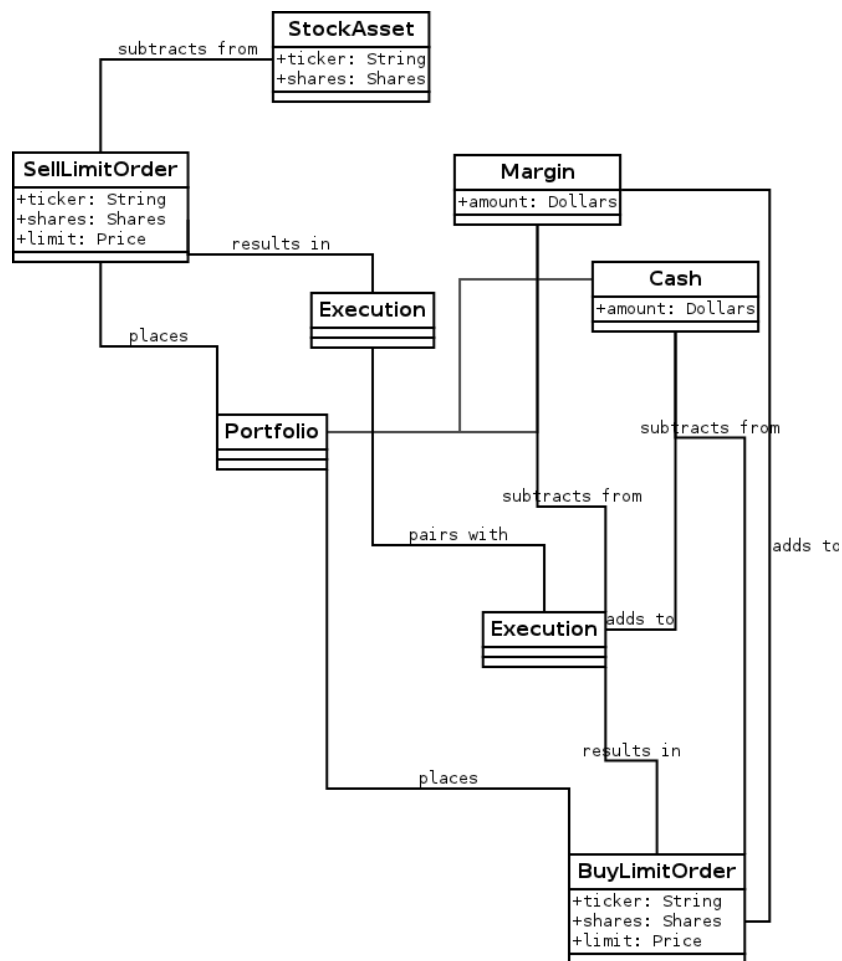 StockAsset
+ticker: String
+shares: Shares
subtracts from
SellLimitOrder
+ticker: String
+shares: Shares
+limit: Price
Margin
+amount: Dollars
results in
Cash
+amount: Dollars
Execution
places
Portfolio
subtracts from
subtracts from
pairs with
adds to
Execution
adds to
results in
places
BuyLimitOrder
+ticker: String
+shares: Shares
+limit: Price